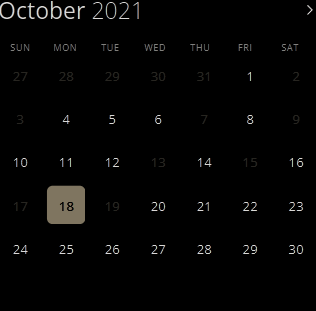 October 2021
SUN MON TUE WED THU FRI SAT
27 28 29 30 31 1 2
3 4 5 6 7 8 9
10 11 12 13 14 15 16
17 18 19 20 21 22 23
24 25 26 27 28 29 30